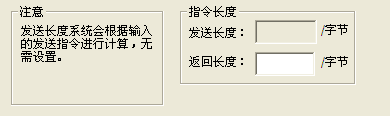 注意
发送长度系统会根据输入
的发送指令进行计算，无
需设置。
指令长度
发送长度： /字节
返回长度： /字节